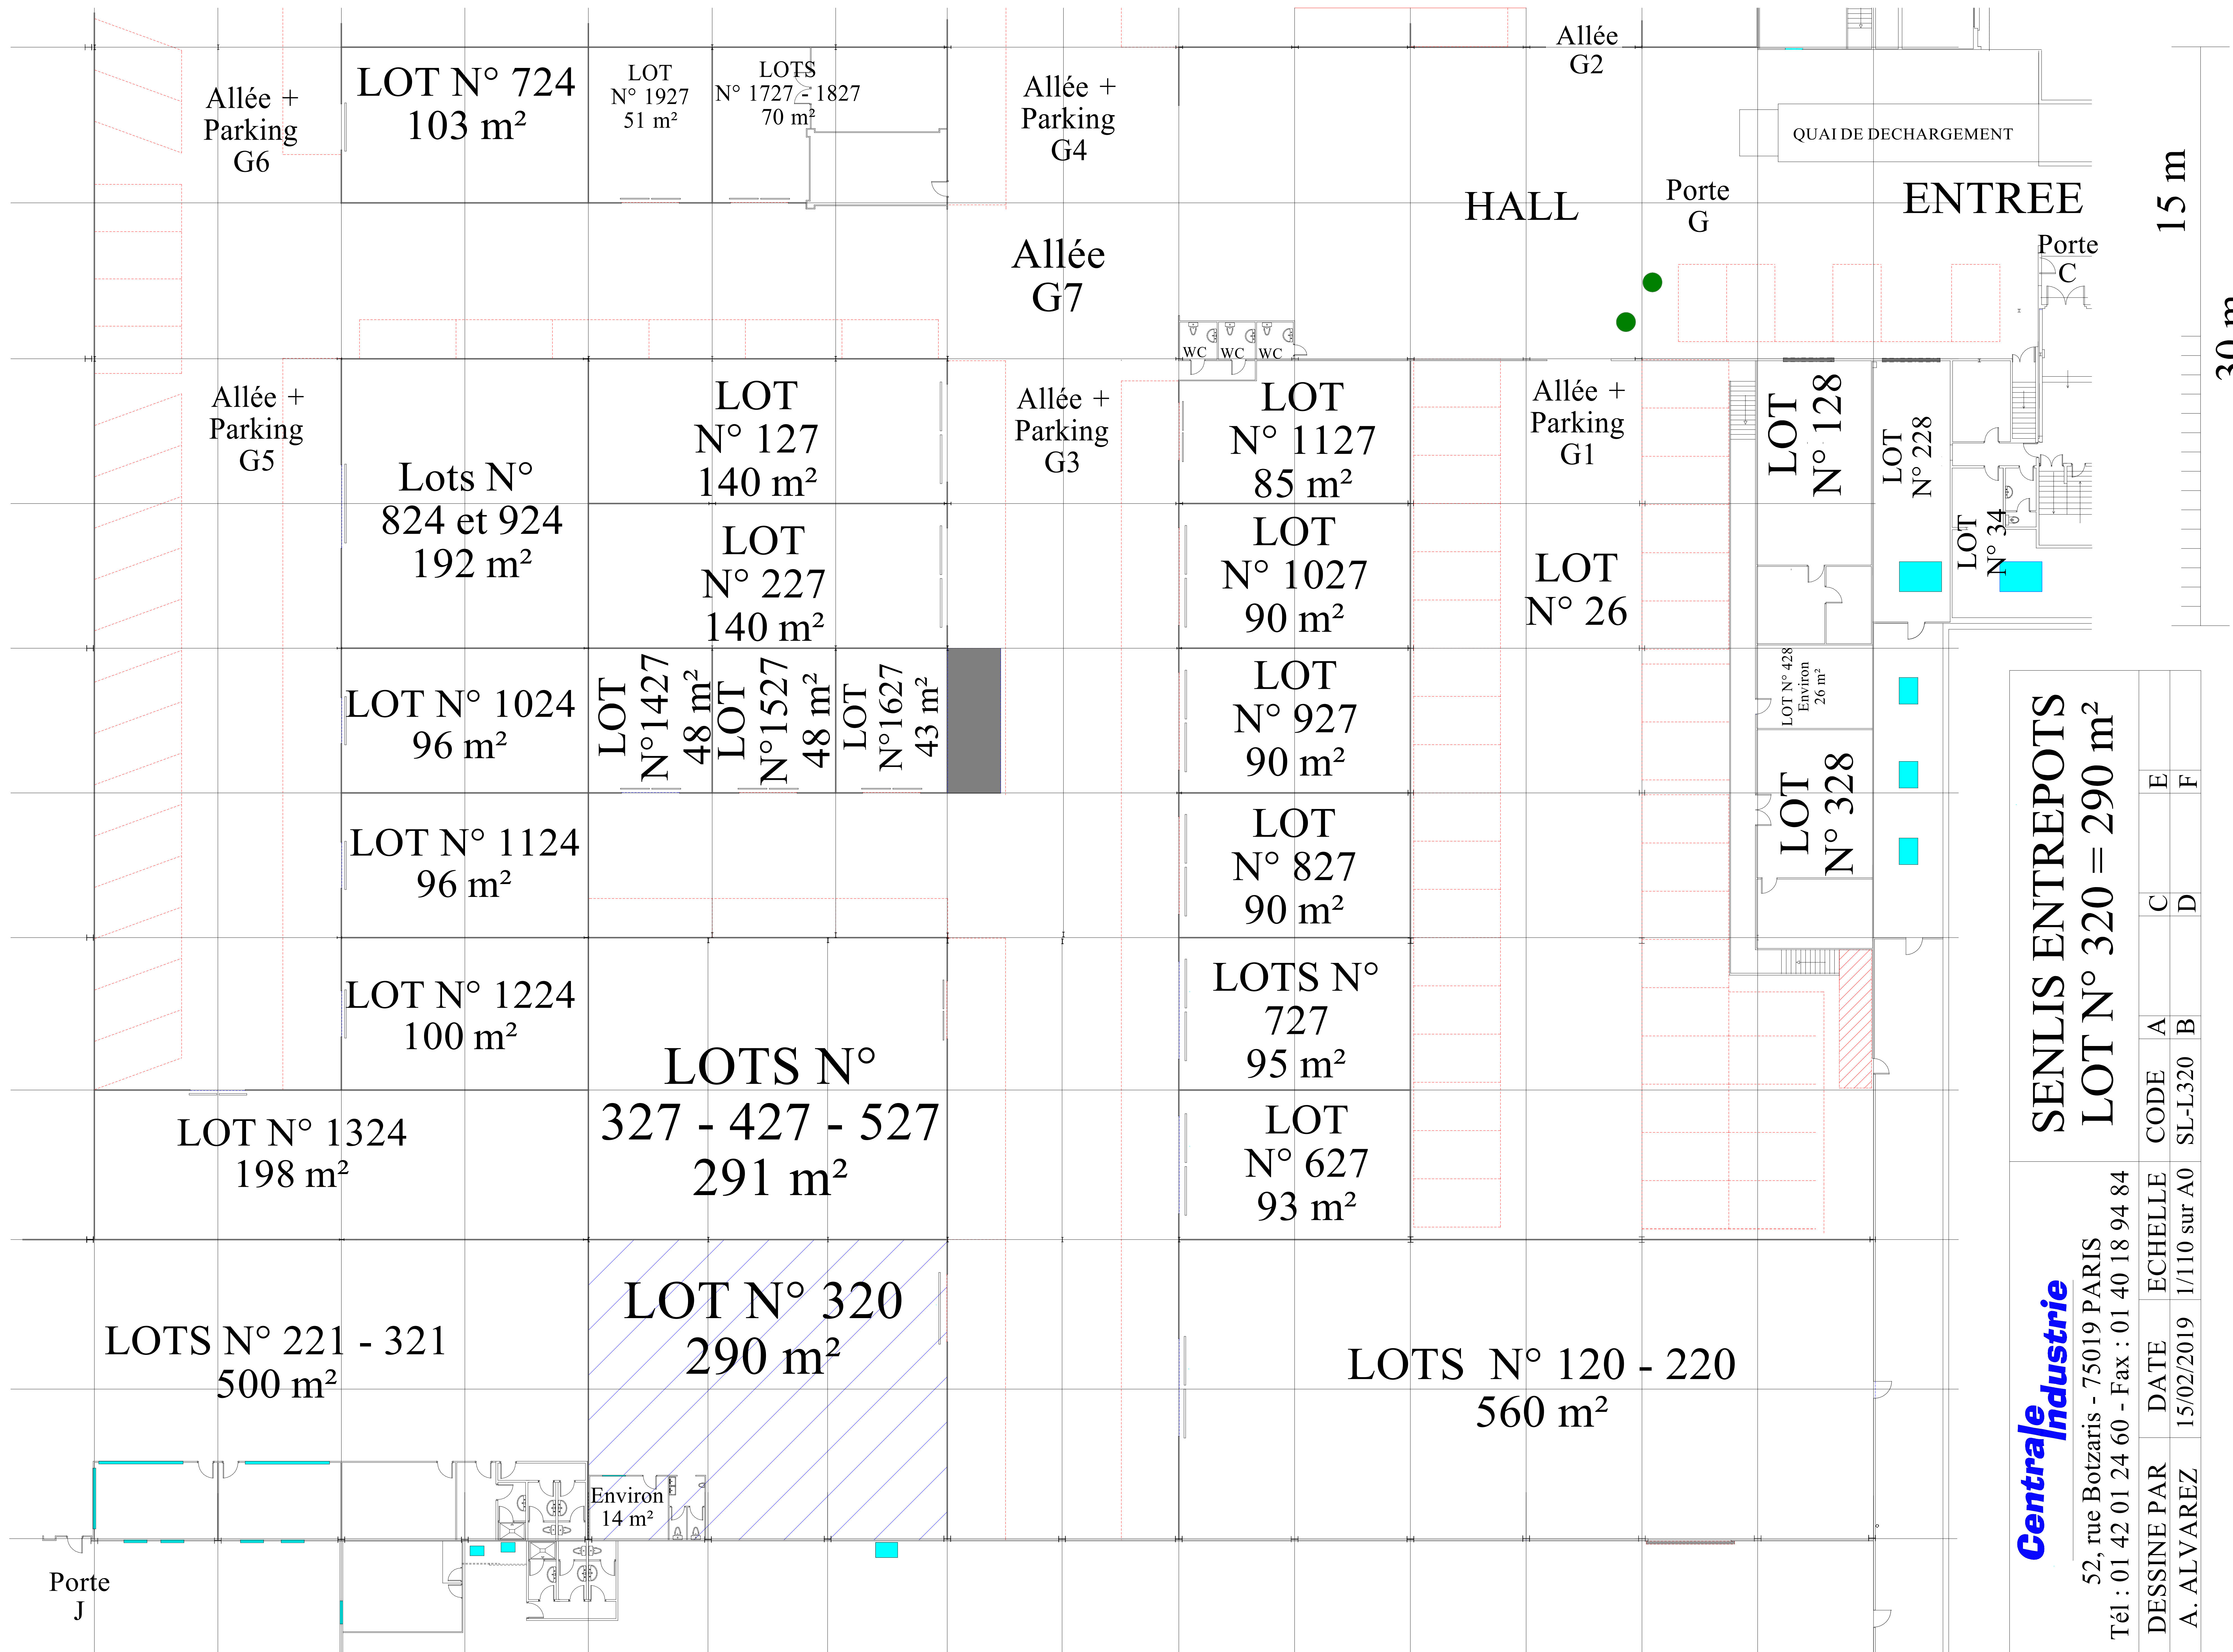 Allée
G2
LOT N° 724
103 m²
LOT
N° 1927
51 m²
LOTS
N° 1727 - 1827
70 m²
Allée +
Parking
G6
Allée +
Parking
G4
QUAI DE DECHARGEMENT
HALL
Porte
G
ENTREE
Porte
C
15 m
30 m
Allée
G7
WC
WC
WC
Allée +
Parking
G5
Lots N°
824 et 924
192 m²
LOT
N° 127
140 m²
Allée +
Parking
G3
LOT
N° 1127
85 m²
Allée +
Parking
G1
LOT
N° 128
LOT
N° 228
LOT
N° 34
LOT
N° 227
140 m²
LOT
N° 1027
90 m²
LOT
N° 26
LOT N° 1024
96 m²
LOT
N°1427
48 m²
LOT
N°1527
48 m²
LOT
N°1627
43 m²
LOT
N° 927
90 m²
LOT N° 428
Environ
26 m²
LOT
N° 328
LOT N° 1124
96 m²
LOT
N° 827
90 m²
LOT N° 1224
100 m²
LOTS N°
327 - 427 - 527
291 m²
LOTS N°
727
95 m²
LOT N° 1324
198 m²
LOT
N° 627
93 m²
LOTS N° 221 - 321
500 m²
LOT N° 320
290 m²
LOTS N° 120 - 220
560 m²
Environ
14 m²
Porte
J
SENLIS ENTREPOTS
LOT N° 320 = 290 m²
Centrale
Industrie
52, rue Botzaris - 75019 PARIS
Tél : 01 42 01 24 60 - Fax : 01 40 18 94 84
DESSINE PAR DATE ECHELLE CODE A C E
A. ALVAREZ 15/02/2019 1/110 sur A0 SL-L320 B D F